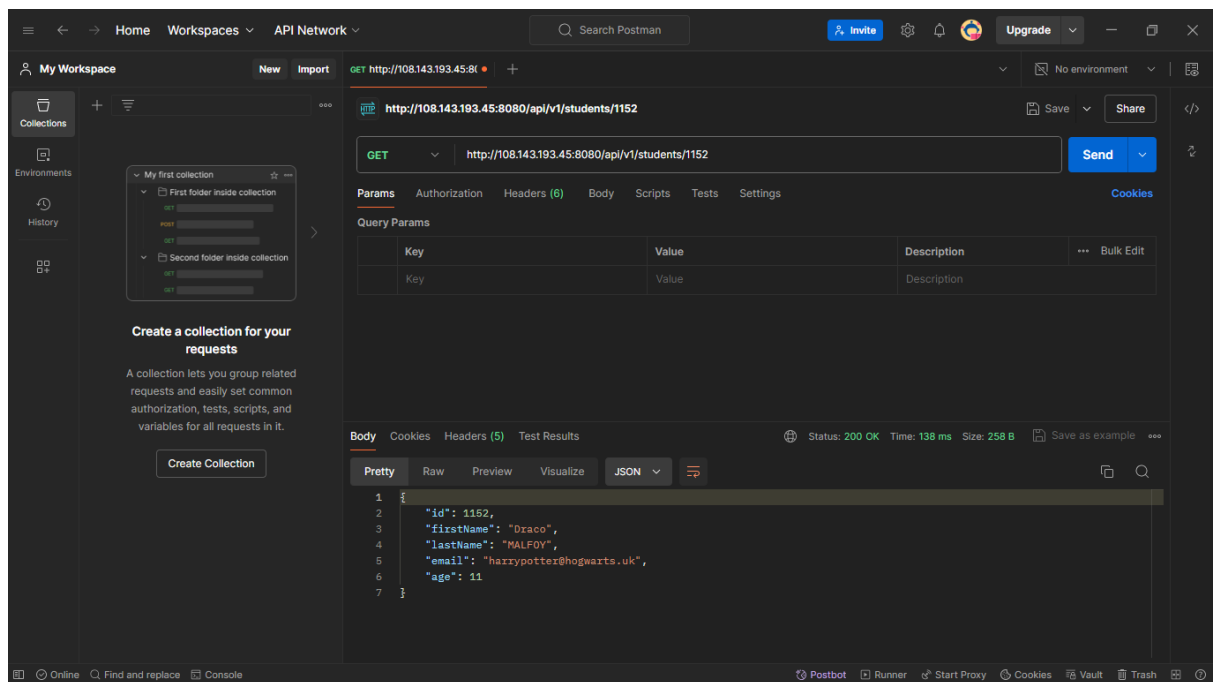 Home Workspaces API Network Search Postman Invite Upgrade
My Workspace New Import GET http://108.143.193.45:8( No environment
Collections
Environments
History
My first collection
First folder inside collection
GET
POST
GET
Second folder inside collection
GET
GET
Create a collection for your
requests
A collection lets you group related
requests and easily set common
authorization, tests, scripts, and
variables for all requests in it.
Create Collection
HTTP http://108.143.193.45:8080/api/v1/students/1152 Save Share
GET http://108.143.193.45:8080/api/v1/students/1152 Send
Params Authorization Headers (6) Body Scripts Tests Settings Cookies
Query Params
Key Value Description Bulk Edit
Key Value Description
Body Cookies Headers (5) Test Results Status: 200 OK Time: 138 ms Size: 258 B Save as example
Pretty Raw Preview Visualize JSON
1 {
2 "id": 1152,
3 "firstName": "Draco",
4 "lastName": "MALFOY",
5 "email": "harrypotter@hogwarts.uk",
6 "age": 11
7 }
Online Find and replace Console Postbot Runner Start Proxy Cookies Vault Trash